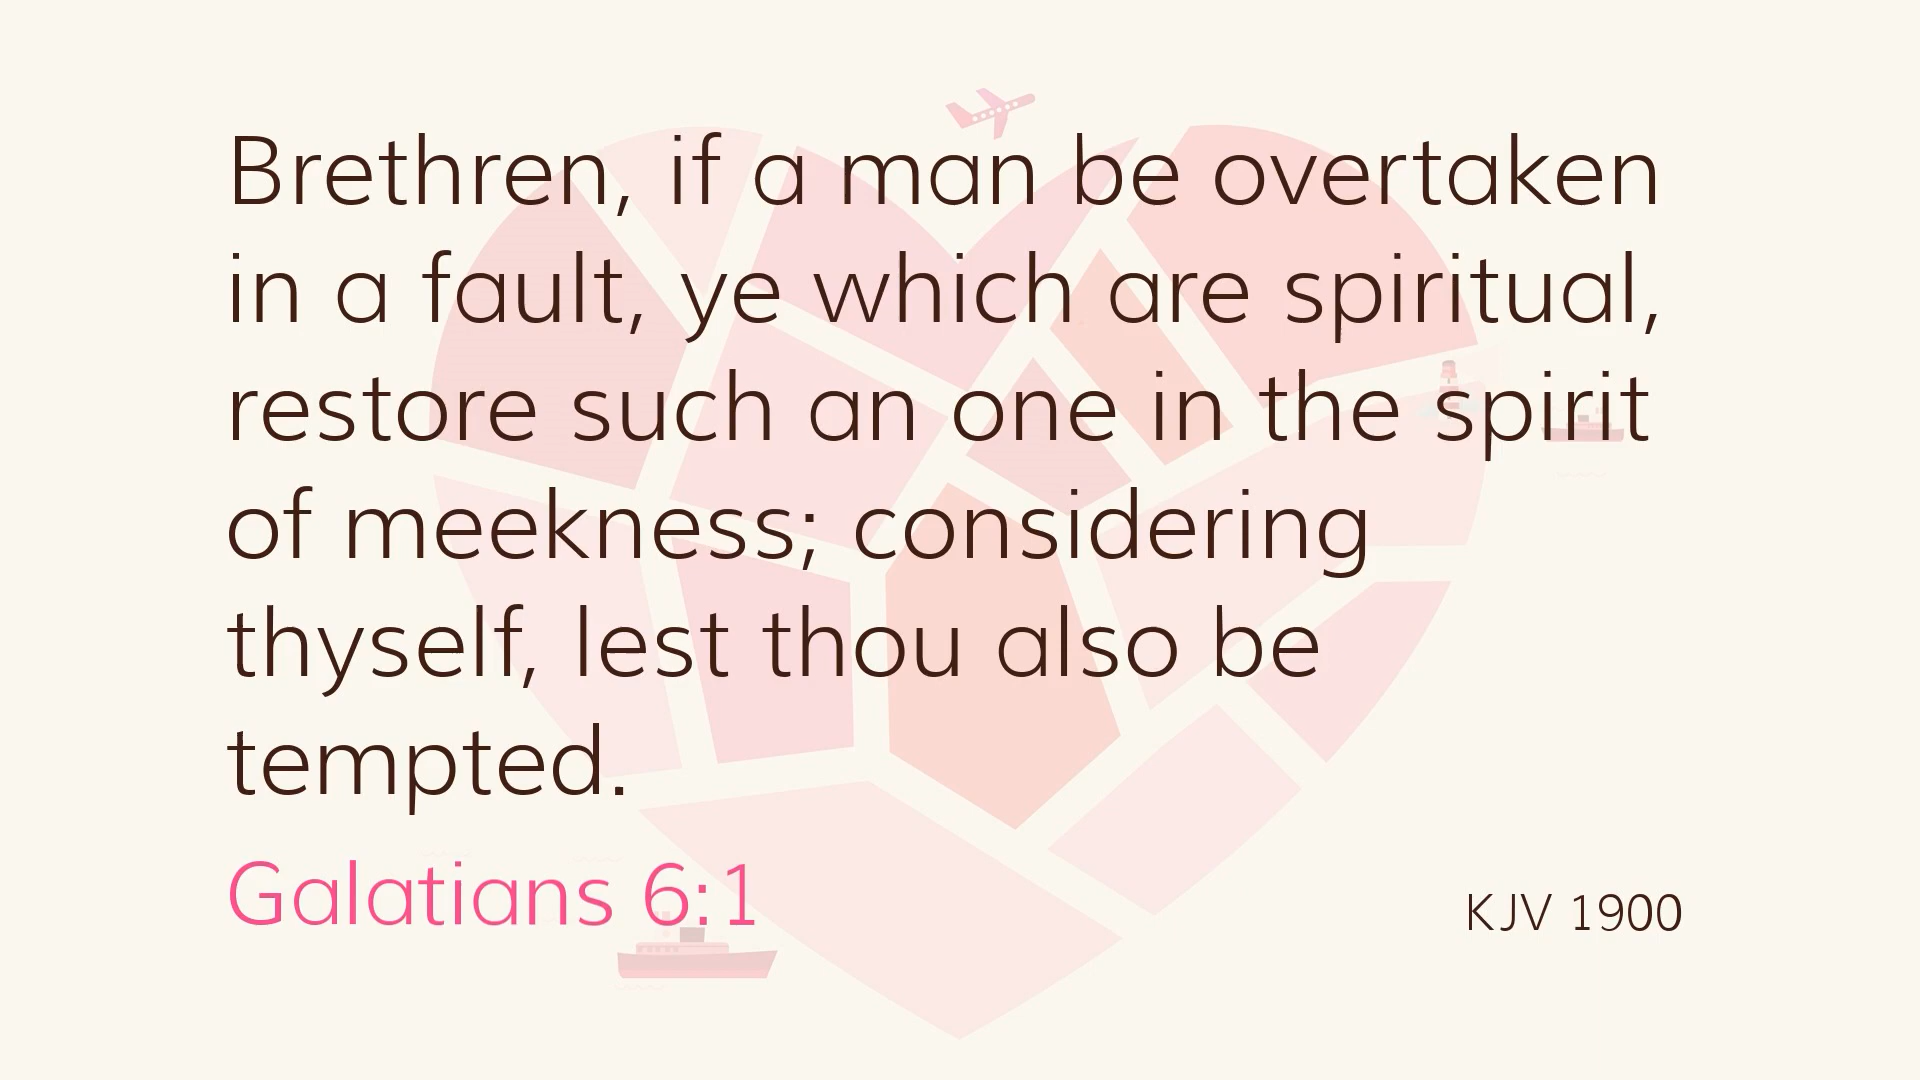 Brethren, if a man be overtaken
in a fault, ye which are spiritual,
restore such an one in the spirit
of meekness; considering
thyself, lest thou also be
tempted.
Galatians 6:1
KJV 1900